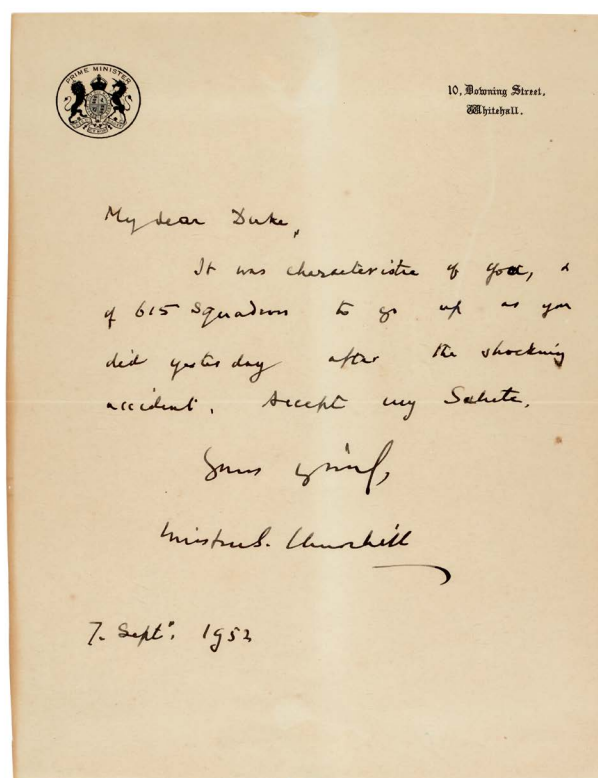 PRIME MINISTER
10, Downing Street,
Whitehall.
My dear Duke,
It was characteristic of you, &
of 615 Squadron to go up as you
did yesterday after the shocking
accident. Accept my Salute.
Yours
Winston S. Churchill
7. Sept. 1952